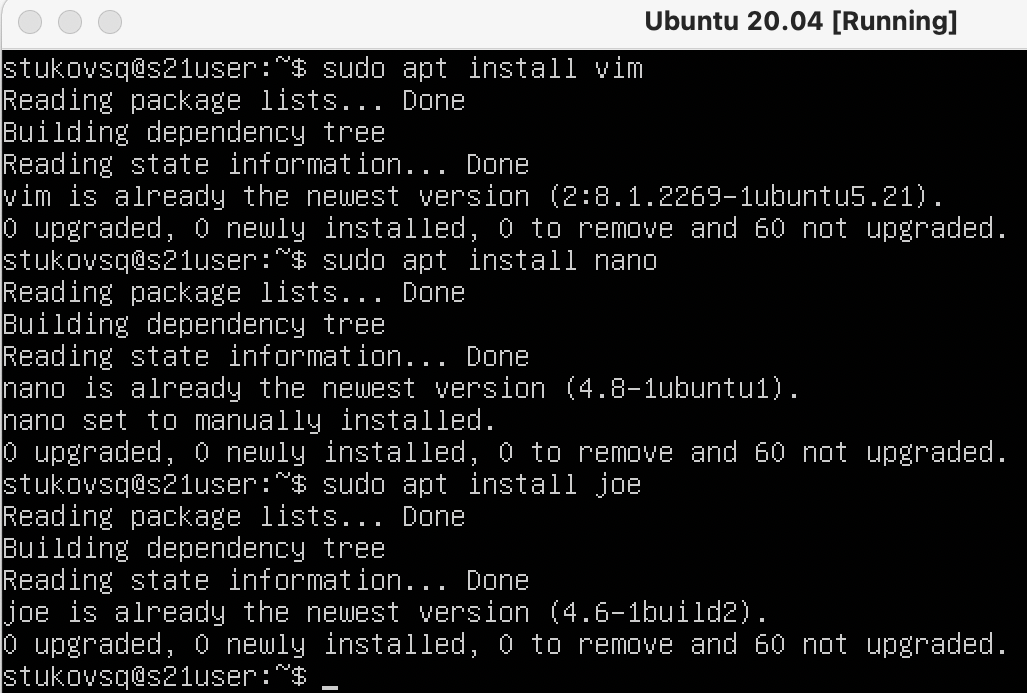 Ubuntu 20.04 [Running]
stukovsq@s21user:~$ sudo apt install vim
Reading package lists... Done
Building dependency tree
Reading state information... Done
vim is already the newest version (2:8.1.2269-1ubuntu5.21).
0 upgraded, 0 newly installed, 0 to remove and 60 not upgraded.
stukovsq@s21user:~$ sudo apt install nano
Reading package lists... Done
Building dependency tree
Reading state information... Done
nano is already the newest version (4.8-1ubuntu1).
nano set to manually installed.
0 upgraded, 0 newly installed, 0 to remove and 60 not upgraded.
stukovsq@s21user:~$ sudo apt install joe
Reading package lists... Done
Building dependency tree
Reading state information... Done
joe is already the newest version (4.6-1build2).
0 upgraded, 0 newly installed, 0 to remove and 60 not upgraded.
stukovsq@s21user:~$ _